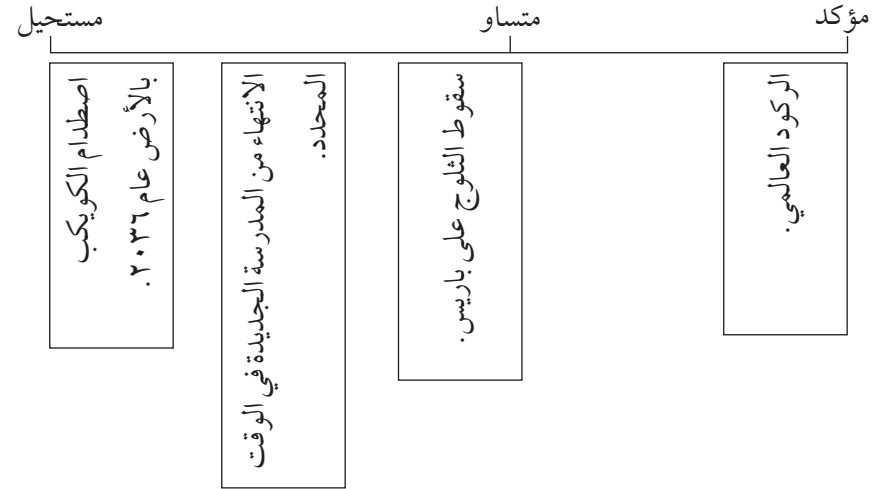 مؤكد
متساو
مستحيل
الركود العالمي.
سقوط الثلوج على باريس.
الانتهاء من المدرسة الجديدة في الوقت
المحدد.
اصطدام الكويكب
بالأرض عام ٢٠٣٦.